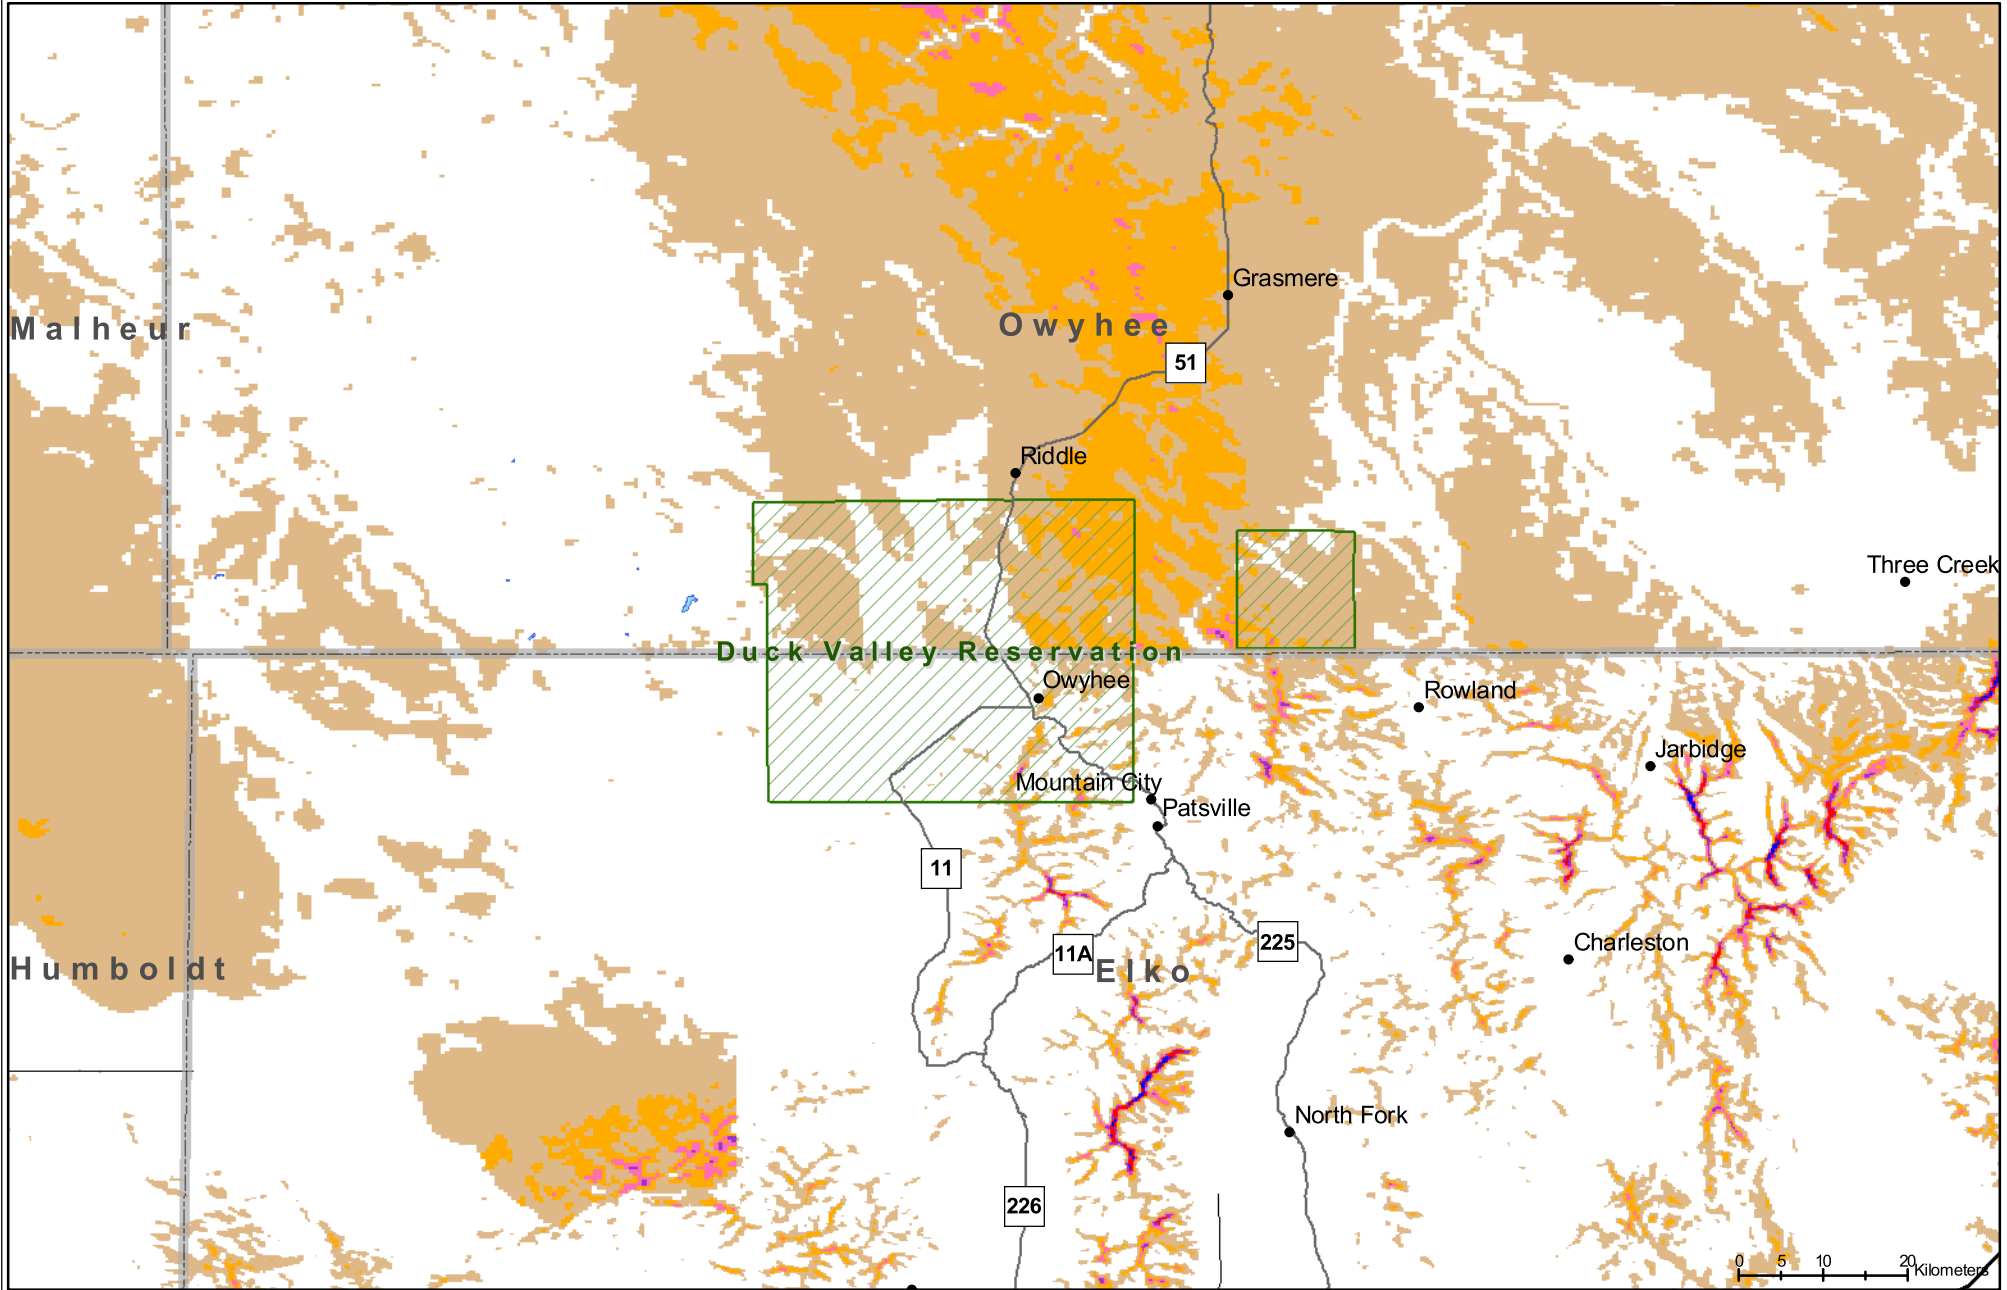 Grasmere
Malheur
Owyhee
51
Riddle
Three Creek
Duck Valley Reservation
Owyhee
Rowland
Jarbidge
Mountain City
Patsville
11
225
Charleston
11A
Elko
Humboldt
North Fork
226
0 5 10 20
Kilometers